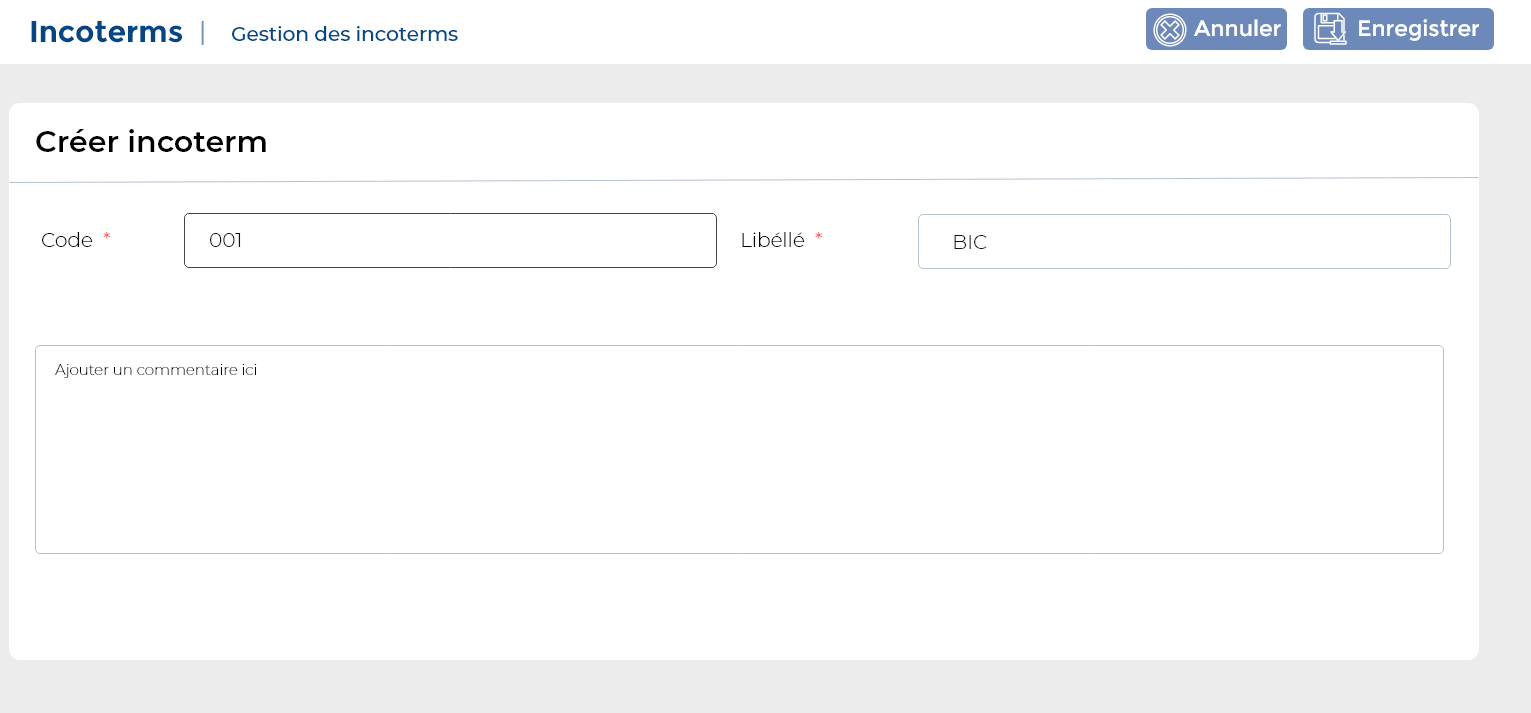 Incoterms | Gestion des incoterms Annuler Enregistrer
Créer incoterm
Code * 001 Libéllé * BIC
Ajouter un commentaire ici